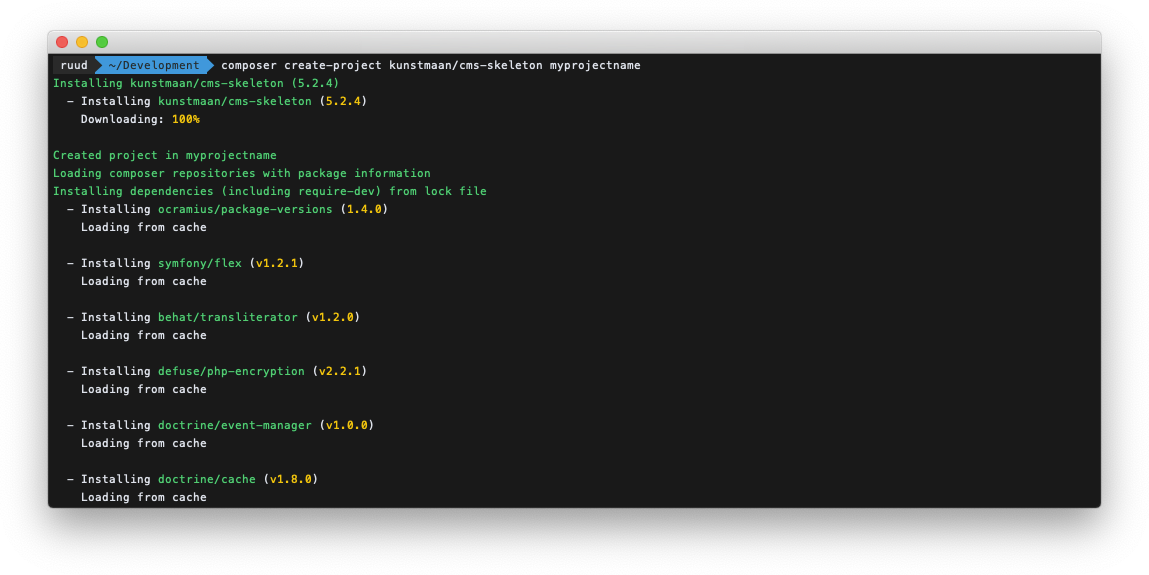 ruud ~/Development composer create-project kunstmaan/cms-skeleton myprojectname
Installing kunstmaan/cms-skeleton (5.2.4)
– Installing kunstmaan/cms-skeleton (5.2.4)
Downloading: 100%
Created project in myprojectname
Loading composer repositories with package information
Installing dependencies (including require-dev) from lock file
– Installing ocramius/package-versions (1.4.0)
Loading from cache
– Installing symfony/flex (v1.2.1)
Loading from cache
– Installing behat/transliterator (v1.2.0)
Loading from cache
– Installing defuse/php-encryption (v2.2.1)
Loading from cache
– Installing doctrine/event-manager (v1.0.0)
Loading from cache
– Installing doctrine/cache (v1.8.0)
Loading from cache